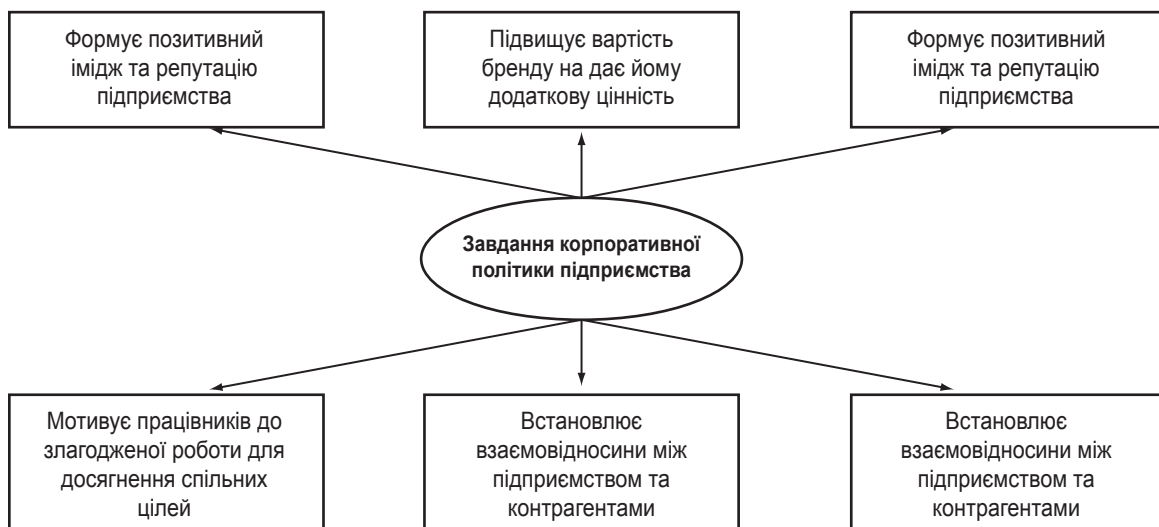 Формує позитивний
імідж та репутацію
підприємства
Підвищує вартість
бренду на дає йому
додаткову цінність
Формує позитивний
імідж та репутацію
підприємства
Завдання корпоративної
політики підприємства
Мотивує працівників до
злагодженої роботи для
досягнення спільних
цілей
Встановлює
взаємовідносини між
підприємством та
контрагентами
Встановлює
взаємовідносини між
підприємством та
контрагентами